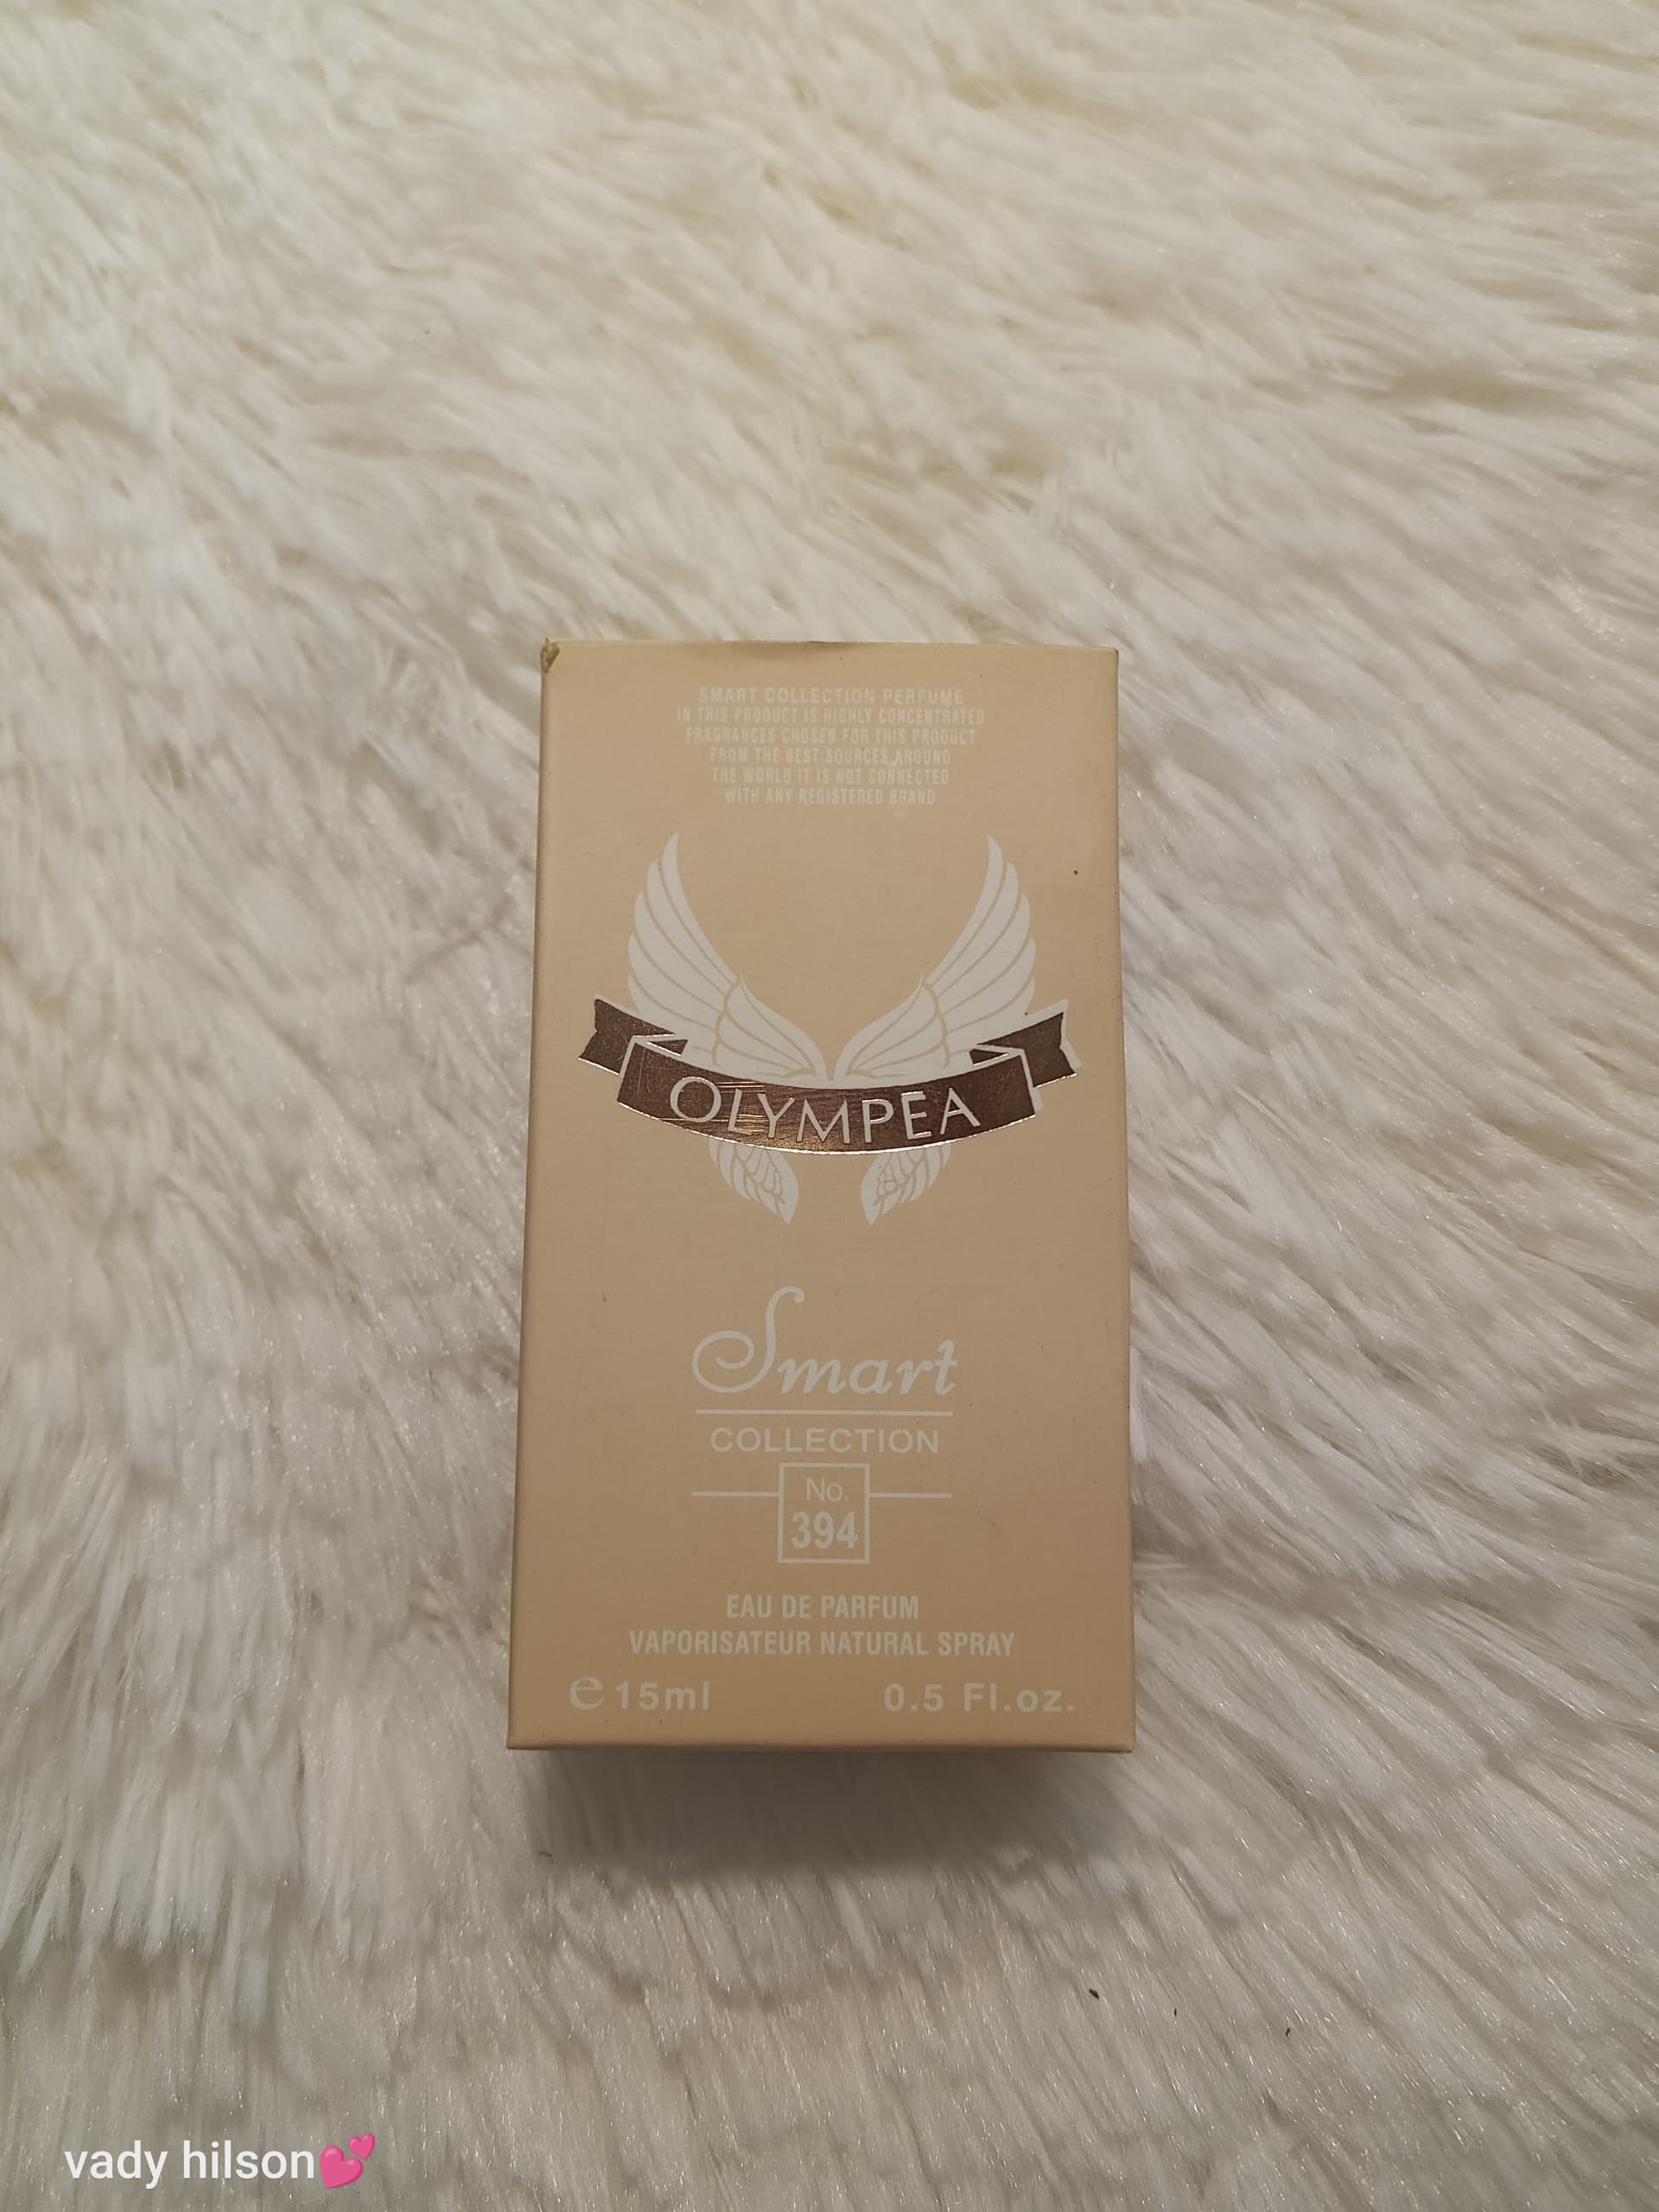 SMART COLLECTION PERFUME
IN THIS PRODUCT IS HIGHLY CONCENTRATED
FRAGRANCES CHOSEN FOR THIS PRODUCT
FROM THE BEST SOURCES AROUND
THE WORLD IT IS NOT CONNECTED
WITH ANY REGISTERED BRAND
OLYMPEA
Smart
COLLECTION
No.
394
EAU DE PARFUM
VAPORISATEUR NATURAL SPRAY
e 15ml 0.5 Fl.oz.
vady hilson💕